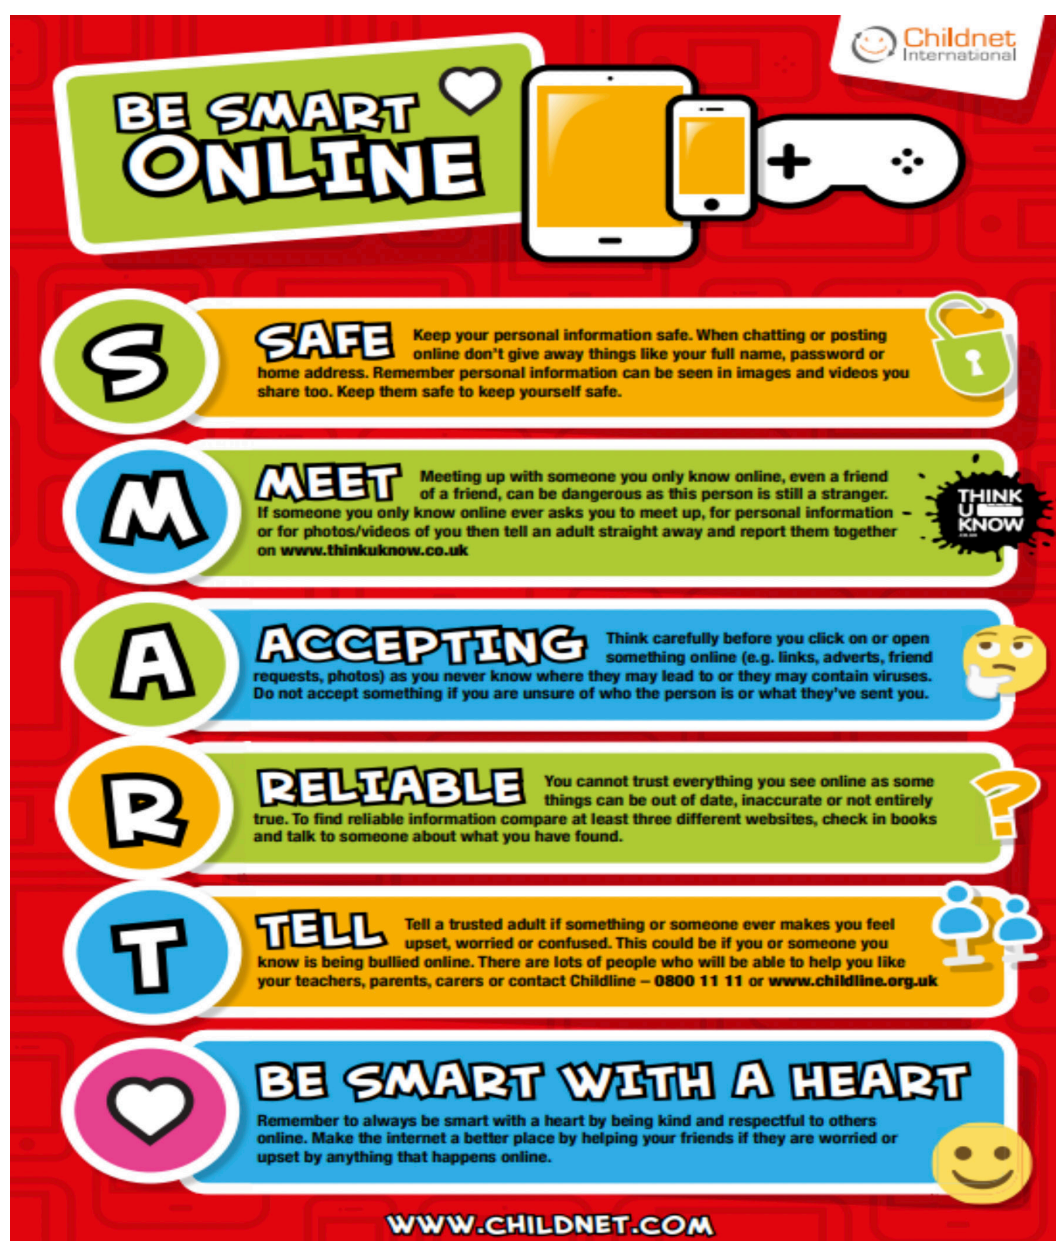 Childnet
International
BE SMART
ONLINE
S
SAFE Keep your personal information safe. When chatting or posting
online don't give away things like your full name, password or
home address. Remember personal information can be seen in images and videos you
share too. Keep them safe to keep yourself safe.
M
MEET Meeting up with someone you only know online, even a friend
of a friend, can be dangerous as this person is still a stranger.
If someone you only know online ever asks you to meet up, for personal information
or for photos/videos of you then tell an adult straight away and report them together
on www.thinkuknow.co.uk
THINK
U
KNOW
A
ACCEPTING Think carefully before you click on or open
something online (e.g. links, adverts, friend
requests, photos) as you never know where they may lead to or they may contain viruses.
Do not accept something if you are unsure of who the person is or what they've sent you.
R
RELIABLE You cannot trust everything you see online as some
things can be out of date, inaccurate or not entirely
true. To find reliable information compare at least three different websites, check in books
and talk to someone about what you have found.
T
TELL Tell a trusted adult if something or someone ever makes you feel
upset, worried or confused. This could be if you or someone you
know is being bullied online. There are lots of people who will be able to help you like
your teachers, parents, carers or contact Childline – 0800 11 11 or www.childline.org.uk
BE SMART WITH A HEART
Remember to always be smart with a heart by being kind and respectful to others
online. Make the internet a better place by helping your friends if they are worried or
upset by anything that happens online.
WWW.CHILDNET.COM